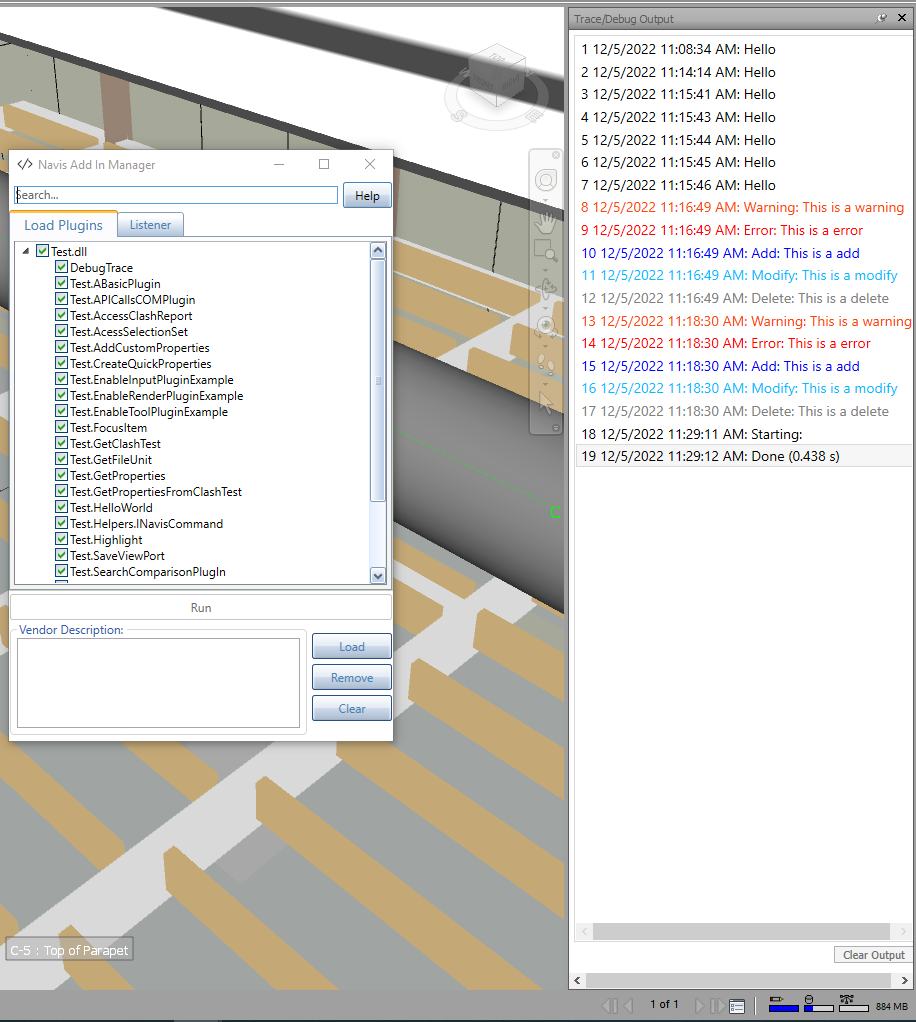 Trace/Debug Output
1 12/5/2022 11:08:34 AM: Hello
2 12/5/2022 11:14:14 AM: Hello
3 12/5/2022 11:15:41 AM: Hello
4 12/5/2022 11:15:43 AM: Hello
5 12/5/2022 11:15:44 AM: Hello
6 12/5/2022 11:15:45 AM: Hello
7 12/5/2022 11:15:46 AM: Hello
8 12/5/2022 11:16:49 AM: Warning: This is a warning
9 12/5/2022 11:16:49 AM: Error: This is a error
10 12/5/2022 11:16:49 AM: Add: This is a add
11 12/5/2022 11:16:49 AM: Modify: This is a modify
12 12/5/2022 11:16:49 AM: Delete: This is a delete
13 12/5/2022 11:18:30 AM: Warning: This is a warning
14 12/5/2022 11:18:30 AM: Error: This is a error
15 12/5/2022 11:18:30 AM: Add: This is a add
16 12/5/2022 11:18:30 AM: Modify: This is a modify
17 12/5/2022 11:18:30 AM: Delete: This is a delete
18 12/5/2022 11:29:11 AM: Starting:
19 12/5/2022 11:29:12 AM: Done (0.438 s)
Clear Output
Navis Add In Manager
Search...
Help
Load Plugins
Listener
Test.dll
DebugTrace
Test.ABasicPlugin
Test.APICallsCOMPlugin
Test.AccessClashReport
Test.AcessSelectionSet
Test.AddCustomProperties
Test.CreateQuickProperties
Test.EnableInputPluginExample
Test.EnableRenderPluginExample
Test.EnableToolPluginExample
Test.FocusItem
Test.GetClashTest
Test.GetFileUnit
Test.GetProperties
Test.GetPropertiesFromClashTest
Test.HelloWorld
Test.Helpers.INavisCommand
Test.Highlight
Test.SaveViewPort
Test.SearchComparisonPlugIn
Run
Vendor Description:
Load
Remove
Clear
C-5 : Top of Parapet
1 of 1
884 MB